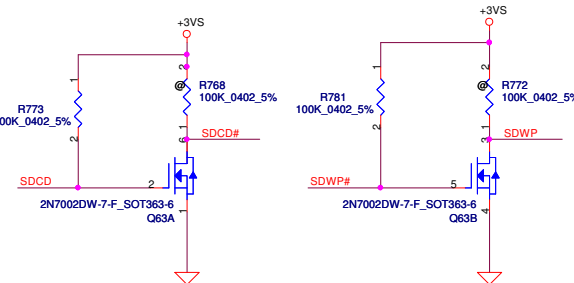 +3VS
+3VS
1
2
@
R768
100K_0402_5%
R773
00K_0402_5%
2
1
6
SDCD#
SDCD
2
2N7002DW-7-F_SOT363-6
Q63A
1
1
2
@
R772
100K_0402_5%
R781
100K_0402_5%
2
1
3
SDWP
SDWP#
5
2N7002DW-7-F_SOT363-6
Q63B
4